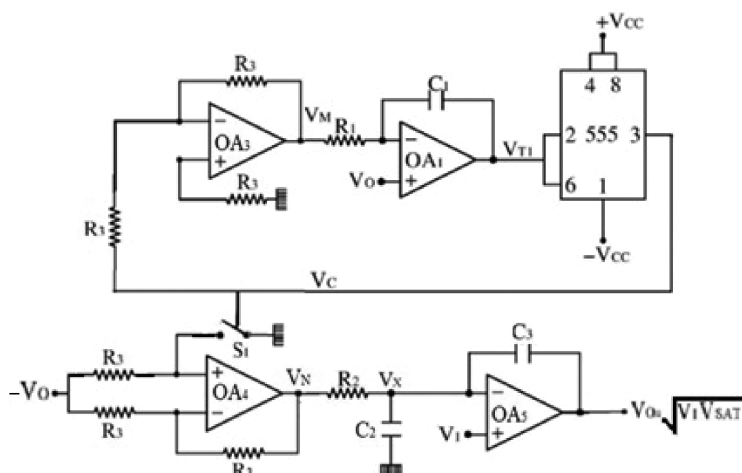 +VCC
R3
C1
4 8
VM
R1
OA3
OA1
VT1
2 555 3
VO
R3
6 1
R3
−VCC
VC
S1
R3
C3
−VO
OA4
VN
R2
VX
OA5
VO
√V1VSAT
R3
C2
V1
R3